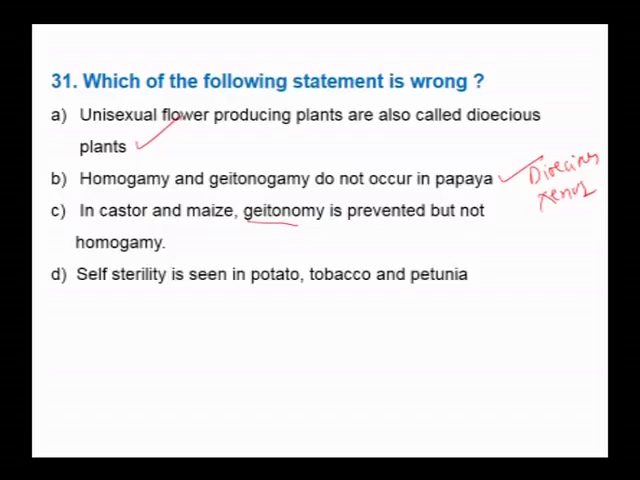 31. Which of the following statement is wrong ?
a) Unisexual flower producing plants are also called dioecious
plants
b) Homogamy and geitonogamy do not occur in papaya
Dioecious
c) In castor and maize, geitonomy is prevented but not
homogamy.
d) Self sterility is seen in potato, tobacco and petunia